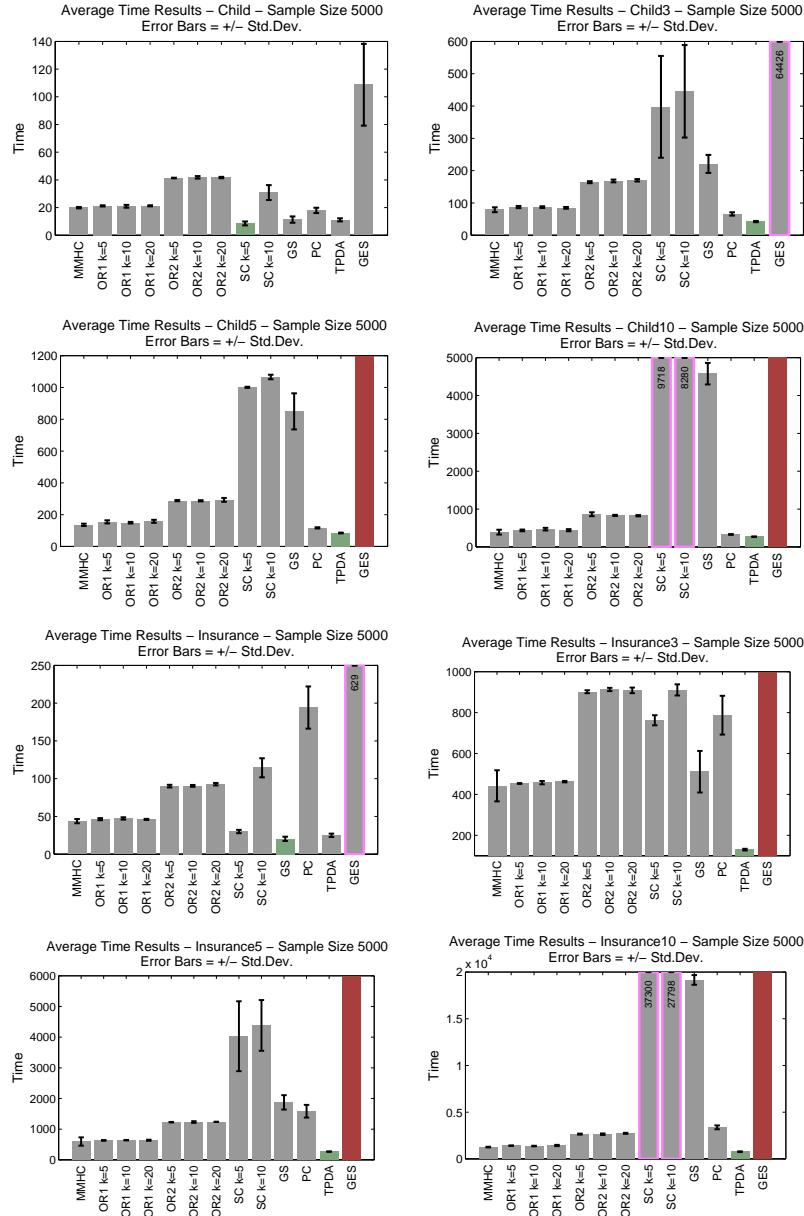 Average Time Results − Child − Sample Size 5000
Error Bars = +/− Std.Dev.
Time
140
120
100
80
60
40
20
0
MMHC
OR1 k=5
OR1 k=10
OR1 k=20
OR2 k=5
OR2 k=10
OR2 k=20
SC k=5
SC k=10
GS
PC
TPDA
GES
Average Time Results − Child3 − Sample Size 5000
Error Bars = +/− Std.Dev.
Time
600
500
400
300
200
100
0
64426
MMHC
OR1 k=5
OR1 k=10
OR1 k=20
OR2 k=5
OR2 k=10
OR2 k=20
SC k=5
SC k=10
GS
PC
TPDA
GES
Average Time Results − Child5 − Sample Size 5000
Error Bars = +/− Std.Dev.
Time
1200
1000
800
600
400
200
0
MMHC
OR1 k=5
OR1 k=10
OR1 k=20
OR2 k=5
OR2 k=10
OR2 k=20
SC k=5
SC k=10
GS
PC
TPDA
GES
Average Time Results − Child10 − Sample Size 5000
Error Bars = +/− Std.Dev.
Time
5000
4000
3000
2000
1000
0
9718
8280
MMHC
OR1 k=5
OR1 k=10
OR1 k=20
OR2 k=5
OR2 k=10
OR2 k=20
SC k=5
SC k=10
GS
PC
TPDA
GES
Average Time Results − Insurance − Sample Size 5000
Error Bars = +/− Std.Dev.
Time
250
200
150
100
50
0
629
MMHC
OR1 k=5
OR1 k=10
OR1 k=20
OR2 k=5
OR2 k=10
OR2 k=20
SC k=5
SC k=10
GS
PC
TPDA
GES
Average Time Results − Insurance3 − Sample Size 5000
Error Bars = +/− Std.Dev.
Time
1000
800
600
400
200
MMHC
OR1 k=5
OR1 k=10
OR1 k=20
OR2 k=5
OR2 k=10
OR2 k=20
SC k=5
SC k=10
GS
PC
TPDA
GES
Average Time Results − Insurance5 − Sample Size 5000
Error Bars = +/− Std.Dev.
Time
6000
5000
4000
3000
2000
1000
0
MMHC
OR1 k=5
OR1 k=10
OR1 k=20
OR2 k=5
OR2 k=10
OR2 k=20
SC k=5
SC k=10
GS
PC
TPDA
GES
Average Time Results − Insurance10 − Sample Size 5000
Error Bars = +/− Std.Dev.
x 10^4
Time
2
1.5
1
0.5
0
37300
27798
MMHC
OR1 k=5
OR1 k=10
OR1 k=20
OR2 k=5
OR2 k=10
OR2 k=20
SC k=5
SC k=10
GS
PC
TPDA
GES